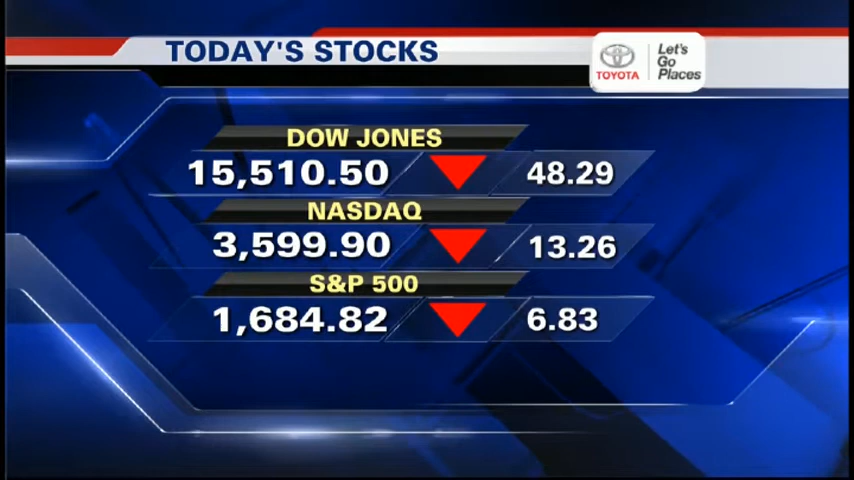 TODAY'S STOCKS
TOYOTA
Let's
Go
Places
DOW JONES
15,510.50 48.29
NASDAQ
3,599.90 13.26
S&P 500
1,684.82 6.83